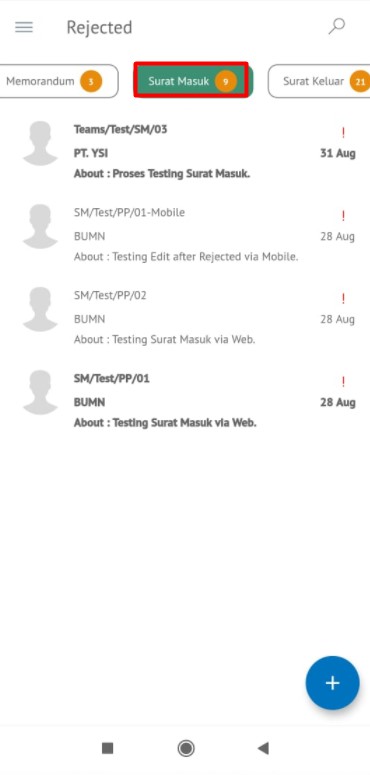 Rejected
Memorandum 3
Surat Masuk 9
Surat Keluar 21
Teams/Test/SM/03 !
PT. YSI 31 Aug
About : Proses Testing Surat Masuk.
SM/Test/PP/01-Mobile !
BUMN 28 Aug
About : Testing Edit after Rejected via Mobile.
SM/Test/PP/02 !
BUMN 28 Aug
About : Testing Surat Masuk via Web.
SM/Test/PP/01 !
BUMN 28 Aug
About : Testing Surat Masuk via Web.
+